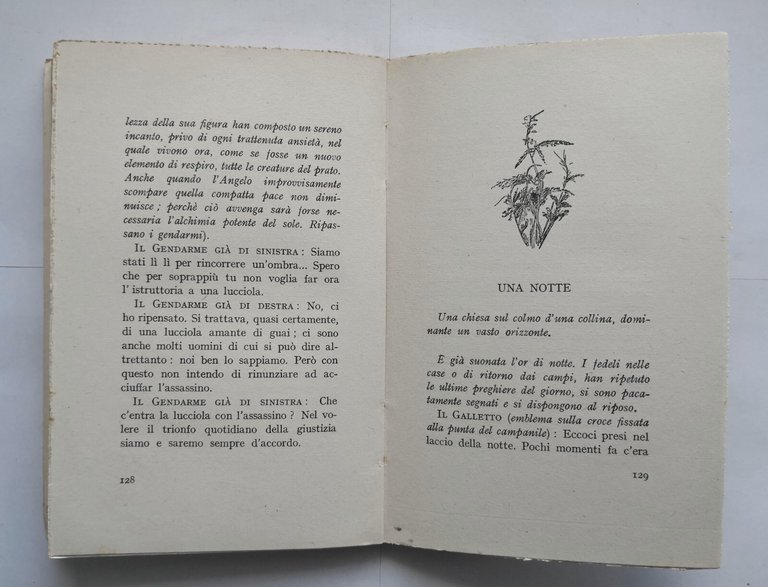 lezza della sua figura han composto un sereno
incanto, privo di ogni trattenuta ansietà, nel
quale vivono ora, come se fosse un nuovo
elemento di respiro, tutte le creature del prato.
Anche quando l'Angelo improvvisamente
scompare quella compatta pace non dimi-
nuisce ; perchè ciò avvenga sarà forse ne-
cessaria l'alchimia potente del sole. Ripas-
sano i gendarmi).
IL GENDARME GIÀ DI SINISTRA : Siamo
stati lì lì per rincorrere un'ombra... Spero
che per soprappiù tu non voglia far ora
l'istruttoria a una lucciola.
IL GENDARME GIÀ DI DESTRA : No, ci
ho ripensato. Si trattava, quasi certamente,
di una lucciola amante di guai ; ci sono
anche molti uomini di cui si può dire al-
trettanto : noi ben lo sappiamo. Però con
questo non intendo di rinunziare ad ac-
ciuffar l'assassino.
IL GENDARME GIÀ DI SINISTRA : Che
c'entra la lucciola con l'assassino ? Nel vo-
lere il trionfo quotidiano della giustizia
siamo e saremo sempre d'accordo.
128
UNA NOTTE
Una chiesa sul colmo d'una collina, domi-
nante un vasto orizzonte.
E già suonata l'or di notte. I fedeli nelle
case o di ritorno dai campi, han ripetuto
le ultime preghiere del giorno, si sono paca-
tamente segnati e si dispongono al riposo.
IL GALLETTO (emblema sulla croce fissata
alla punta del campanile) : Eccoci presi nel
laccio della notte. Pochi momenti fa c'era
129